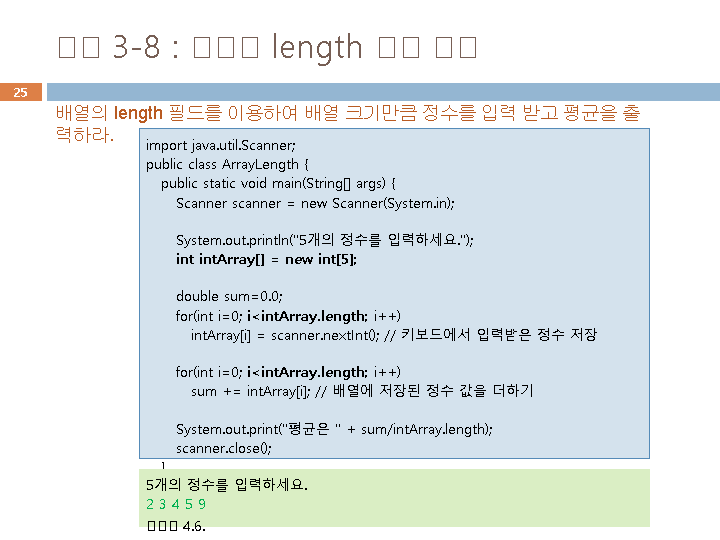 3-8 : length
25
배열의 length 필드를 이용하여 배열 크기만큼 정수를 입력 받고 평균을 출
력하라.
import java.util.Scanner;
public class ArrayLength {
public static void main(String[] args) {
Scanner scanner = new Scanner(System.in);
System.out.println("5개의 정수를 입력하세요.");
int intArray[] = new int[5];
double sum=0.0;
for(int i=0; i<intArray.length; i++)
intArray[i] = scanner.nextInt(); // 키보드에서 입력받은 정수 저장
for(int i=0; i<intArray.length; i++)
sum += intArray[i]; // 배열에 저장된 정수 값을 더하기
System.out.print("평균은 " + sum/intArray.length);
scanner.close();
}
5개의 정수를 입력하세요.
2 3 4 5 9
4.6.